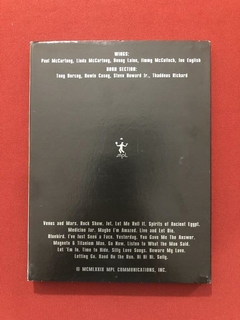 WINGS:
Paul McCartney, Linda McCartney, Denny Laine, Jimmy McCulloch, Joe English
HORN SECTION:
Tony Dorsey, Howie Casey, Steve Howard Jr., Thaddeus Richard
Venus and Mars. Rock Show. Jet. Let Me Roll It. Spirits of Ancient Egypt.
Medicine Jar. Maybe I'm Amazed. Live and Let Die.
Bluebird. I've Just Seen a Face. Yesterday. You Gave Me The Answer.
Magneto & Titanium Man. Go Now. Listen to What the Man Said.
Let 'Em In. Time to Hide. Silly Love Songs. Beware My Love.
Letting Go. Band On the Run. Hi Hi Hi. Soily.
© MCMLXXIX MPL COMMUNICATIONS, INC.